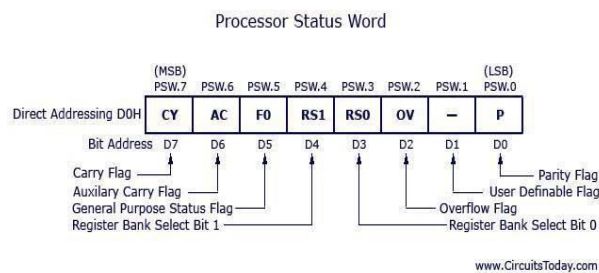 Processor Status Word
(MSB) (LSB)
PSW.7 PSW.6 PSW.5 PSW.4 PSW.3 PSW.2 PSW.1 PSW.0
Direct Addressing D0H CY AC F0 RS1 RS0 OV — P
Bit Address D7 D6 D5 D4 D3 D2 D1 D0
Carry Flag Parity Flag
Auxilary Carry Flag User Definable Flag
General Purpose Status Flag Overflow Flag
Register Bank Select Bit 1 Register Bank Select Bit 0
www.CircuitsToday.com